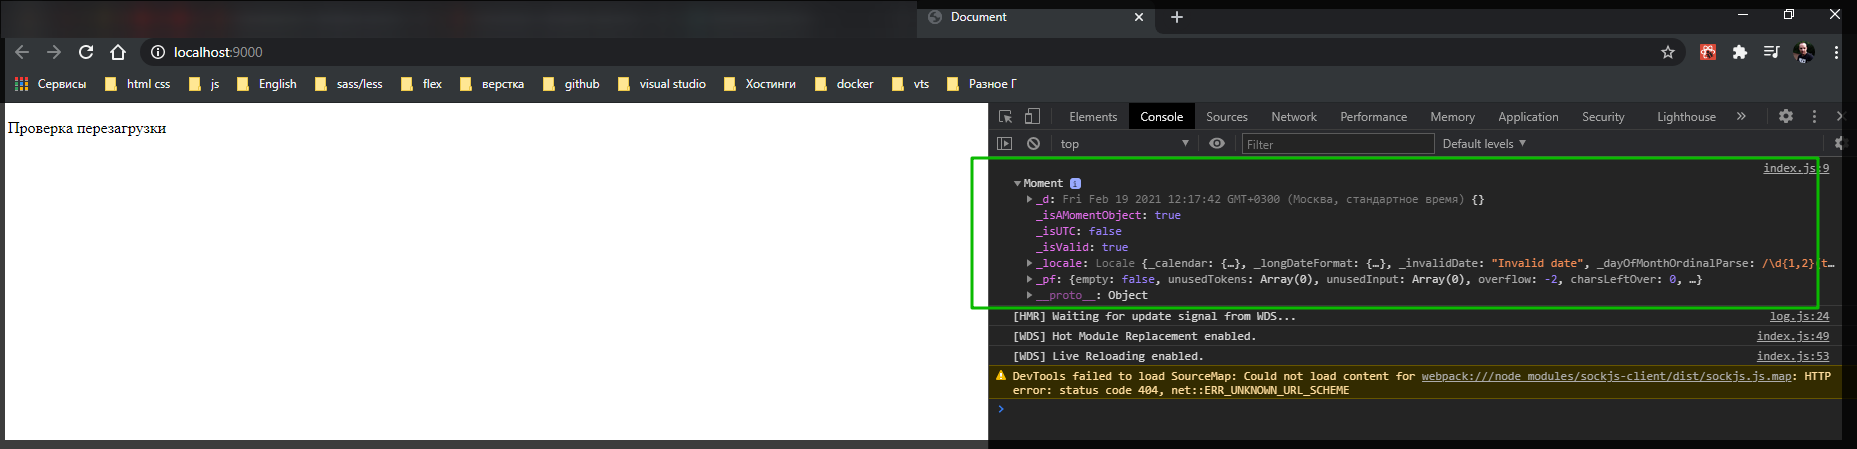 Document
localhost:9000
Сервисы html css js English sass/less flex верстка github visual studio Хостинги docker vts Разное Г
Проверка перезагрузки
Elements Console Sources Network Performance Memory Application Security Lighthouse »
top Filter Default levels
index.js:9
Moment i
_d: Fri Feb 19 2021 12:17:42 GMT+0300 (Москва, стандартное время) {}
_isAMomentObject: true
_isUTC: false
_isValid: true
_locale: Locale {_calendar: {…}, _longDateFormat: {…}, _invalidDate: "Invalid date", _dayOfMonthOrdinalParse: /\d{1,2}(t…
_pf: {empty: false, unusedTokens: Array(0), unusedInput: Array(0), overflow: -2, charsLeftOver: 0, …}
__proto__: Object
[HMR] Waiting for update signal from WDS... log.js:24
[WDS] Hot Module Replacement enabled. index.js:49
[WDS] Live Reloading enabled. index.js:53
DevTools failed to load SourceMap: Could not load content for webpack:///node_modules/sockjs-client/dist/sockjs.js.map: HTTP
error: status code 404, net::ERR_UNKNOWN_URL_SCHEME